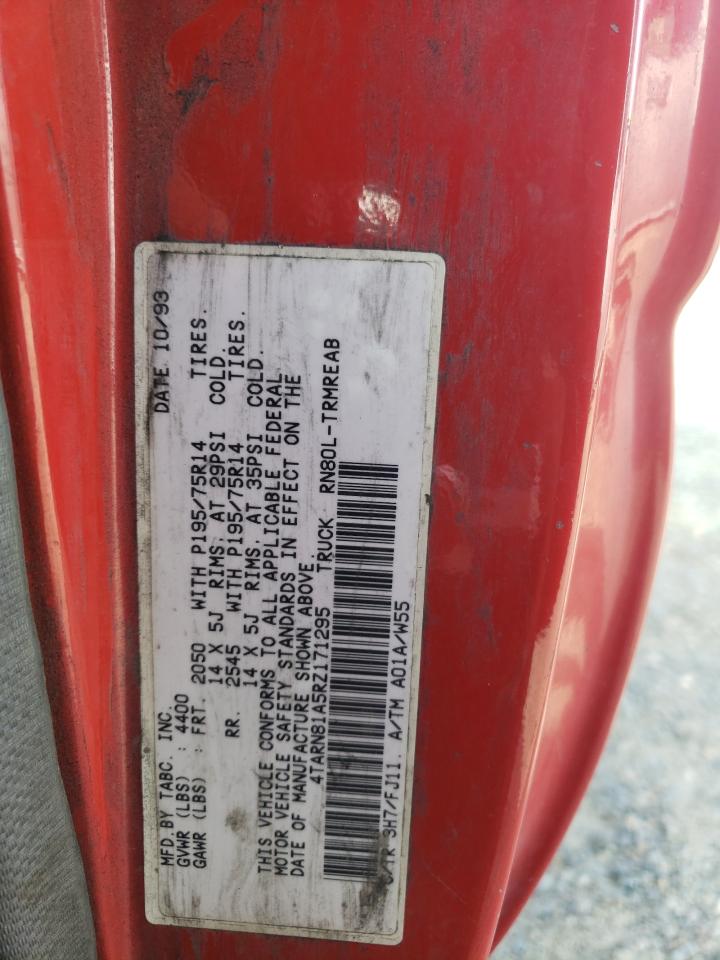 MFD.BY TABC. INC. DATE 10/93
GVWR (LBS) : 4400
GAWR (LBS) : FRT. 2050 WITH P195/75R14 TIRES.
14 X 5J RIMS. AT 29PSI COLD.
RR. 2545 WITH P195/75R14 TIRES.
14 X 5J RIMS. AT 35PSI COLD.
THIS VEHICLE CONFORMS TO ALL APPLICABLE FEDERAL
MOTOR VEHICLE SAFETY STANDARDS IN EFFECT ON THE
DATE OF MANUFACTURE SHOWN ABOVE.
4TARN81A5RZ171295 TRUCK RN80L-TRMREAB
C/TR 3H7/FJ11. A/TM A01A/W55